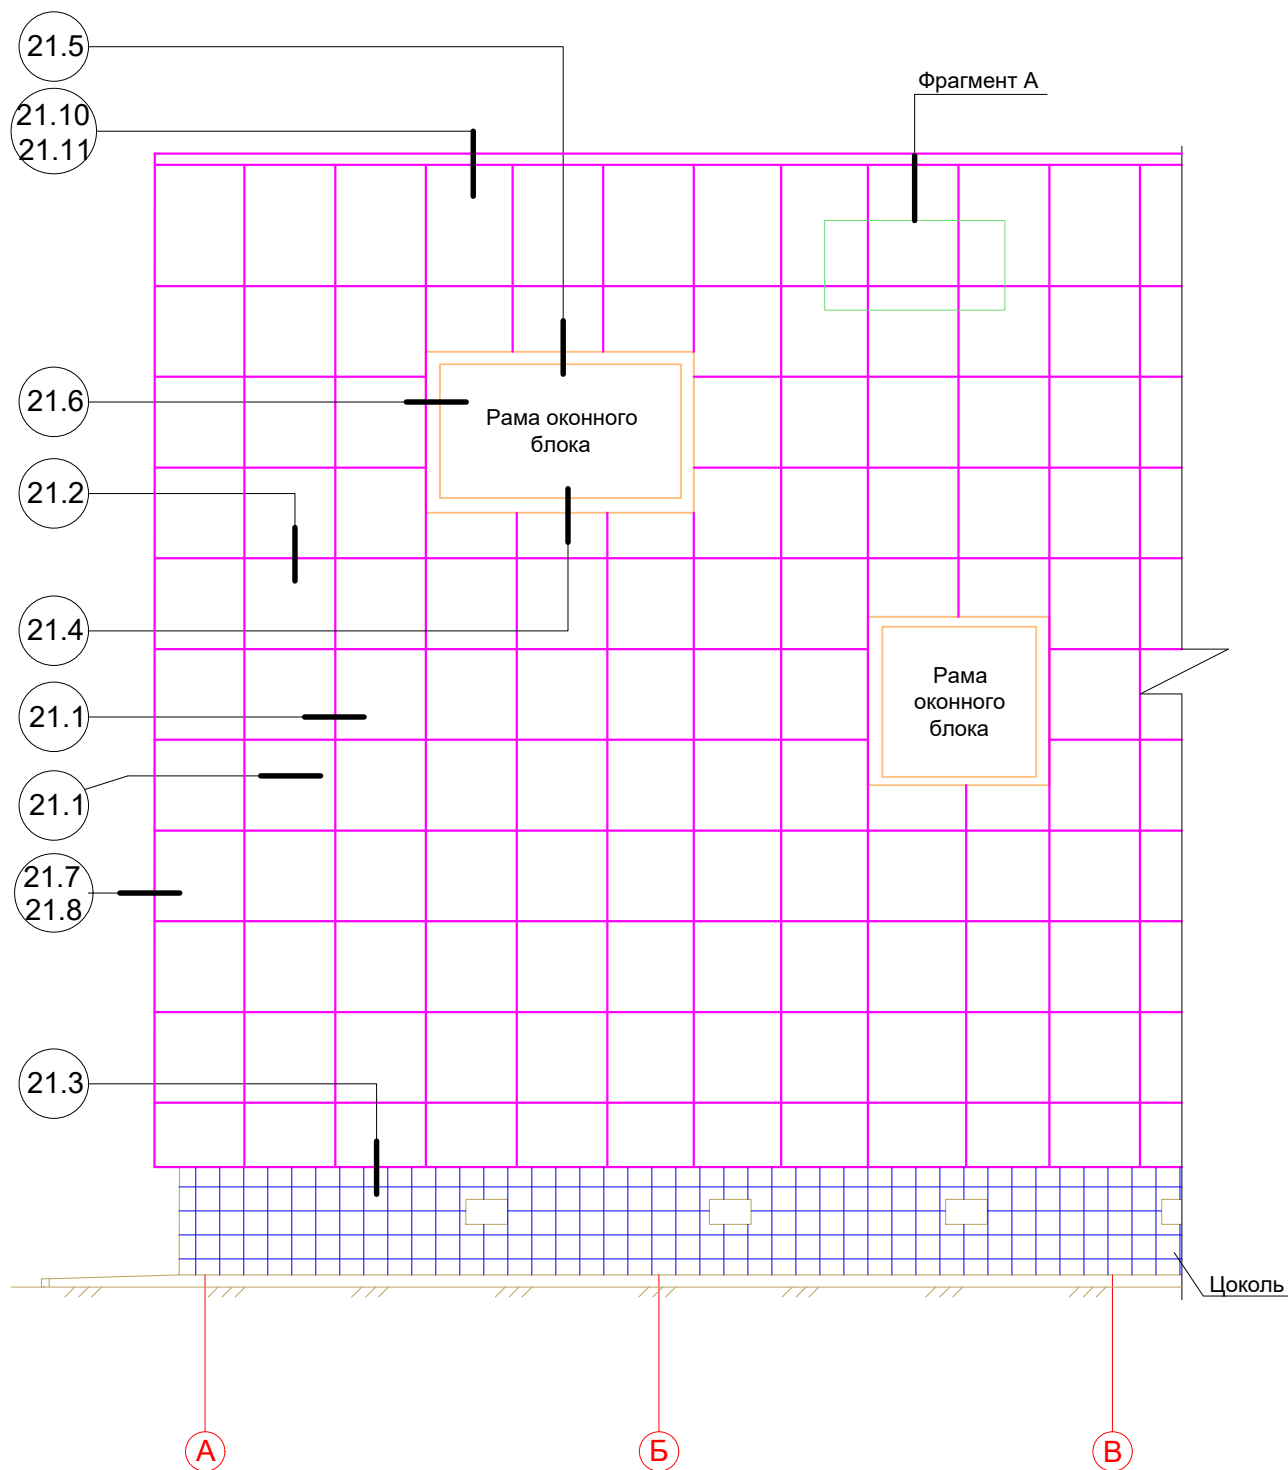 21.5
21.10
21.11
Фрагмент А
21.6
Рама оконного
блока
21.2
21.4
Рама
оконного
блока
21.1
21.1
21.7
21.8
21.3
Цоколь
А
Б
В